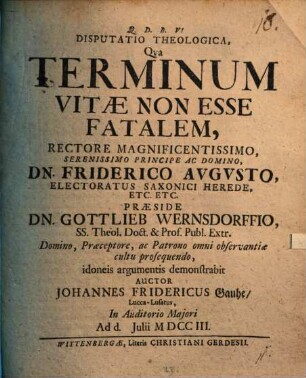 Q. D. B. V!
DISPUTATIO THEOLOGICA,
Qva
TERMINUM
VITÆ NON ESSE
FATALEM,
RECTORE MAGNIFICENTISSIMO,
SERENISSIMO PRINCIPE AC DOMINO,
DN. FRIDERICO AVGVSTO,
ELECTORATUS SAXONICI HEREDE,
ETC. ETC.
PRÆSIDE
DN. GOTTLIEB WERNSDORFFIO,
SS. Theol. Doct. & Prof. Publ. Extr.
Domino, Præceptore, ac Patrono omni observantiæ
cultu prosequendo,
idoneis argumentis demonstrabit
AUCTOR
JOHANNES FRIDERICUS Gauhe/
Lucca-Lusatus,
In Auditorio Majori
Ad d. Julii MDCCIII.
WITTENBERGÆ, Literis CHRISTIANI GERDESII.